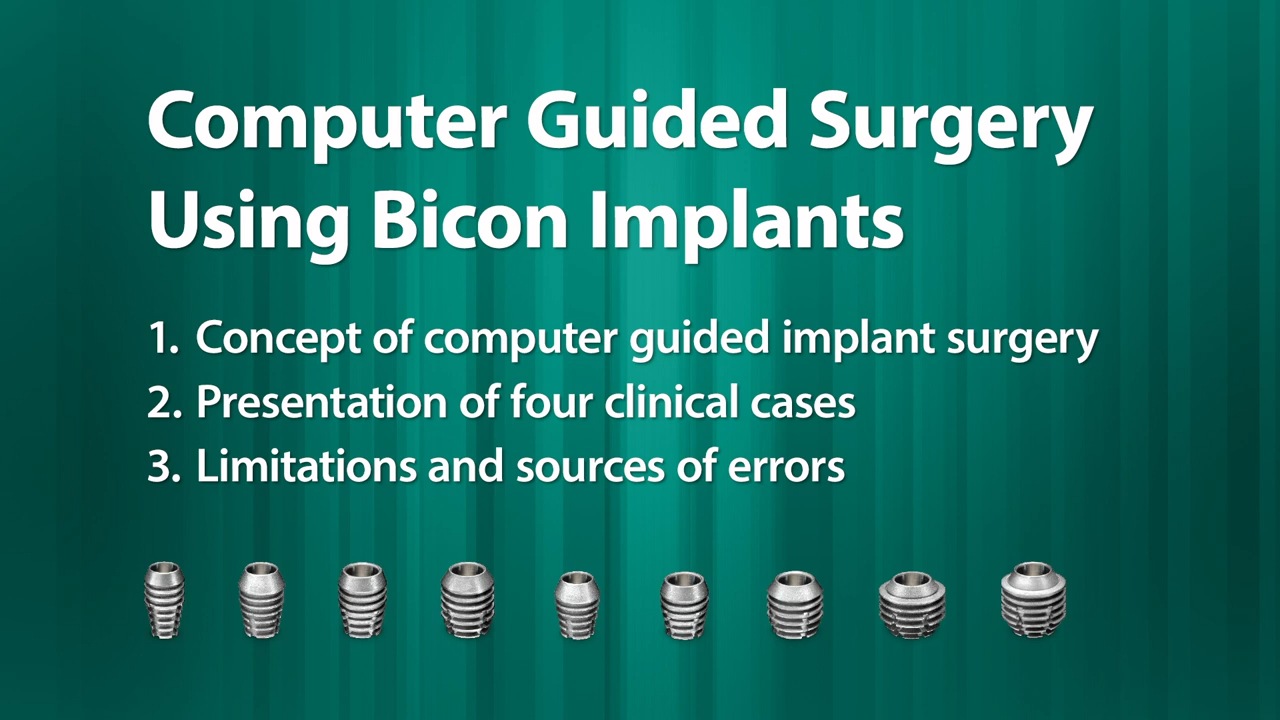 Computer Guided Surgery
Using Bicon Implants
1. Concept of computer guided implant surgery
2. Presentation of four clinical cases
3. Limitations and sources of errors